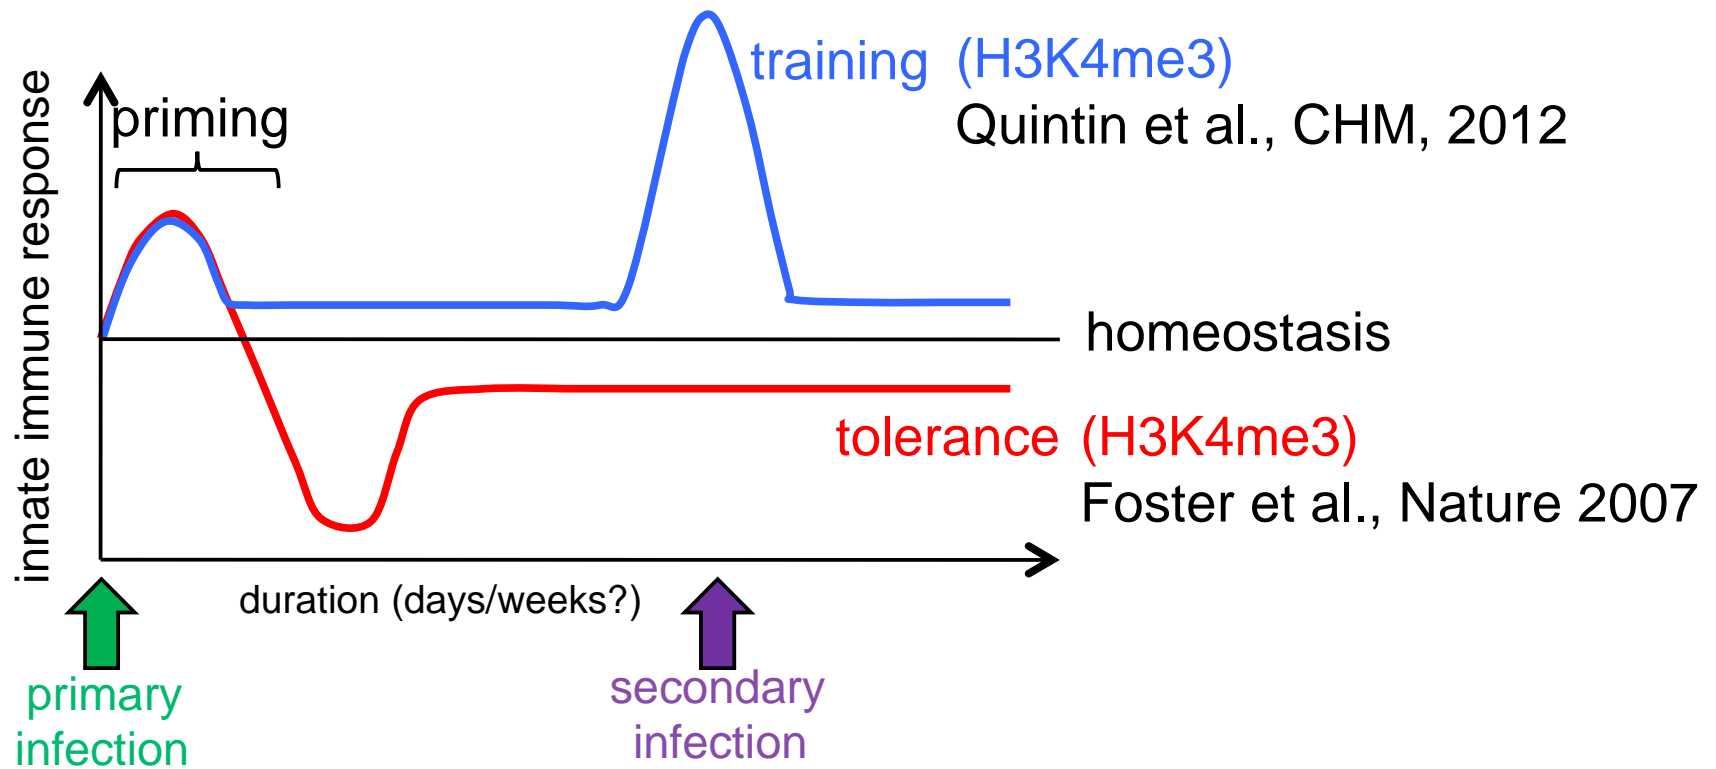 innate immune response
priming
training (H3K4me3)
Quintin et al., CHM, 2012
homeostasis
tolerance (H3K4me3)
Foster et al., Nature 2007
duration (days/weeks?)
primary
infection
secondary
infection